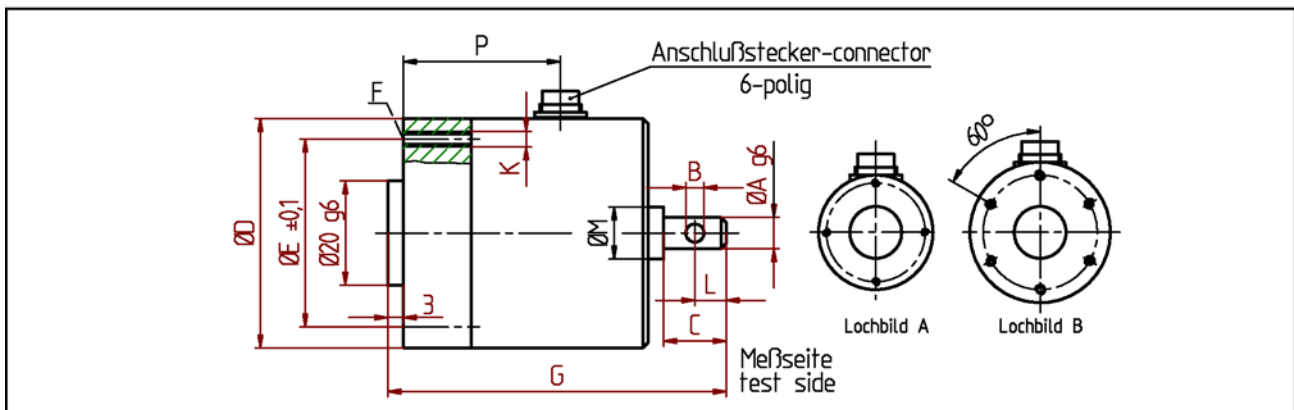 P
Anschlußstecker-connector
6-polig
F
K
B
ØA g6
60°
ØD
ØE ±0,1
Ø20 g6
ØM
3
L
C
G
Meßseite
test side
Lochbild A
Lochbild B